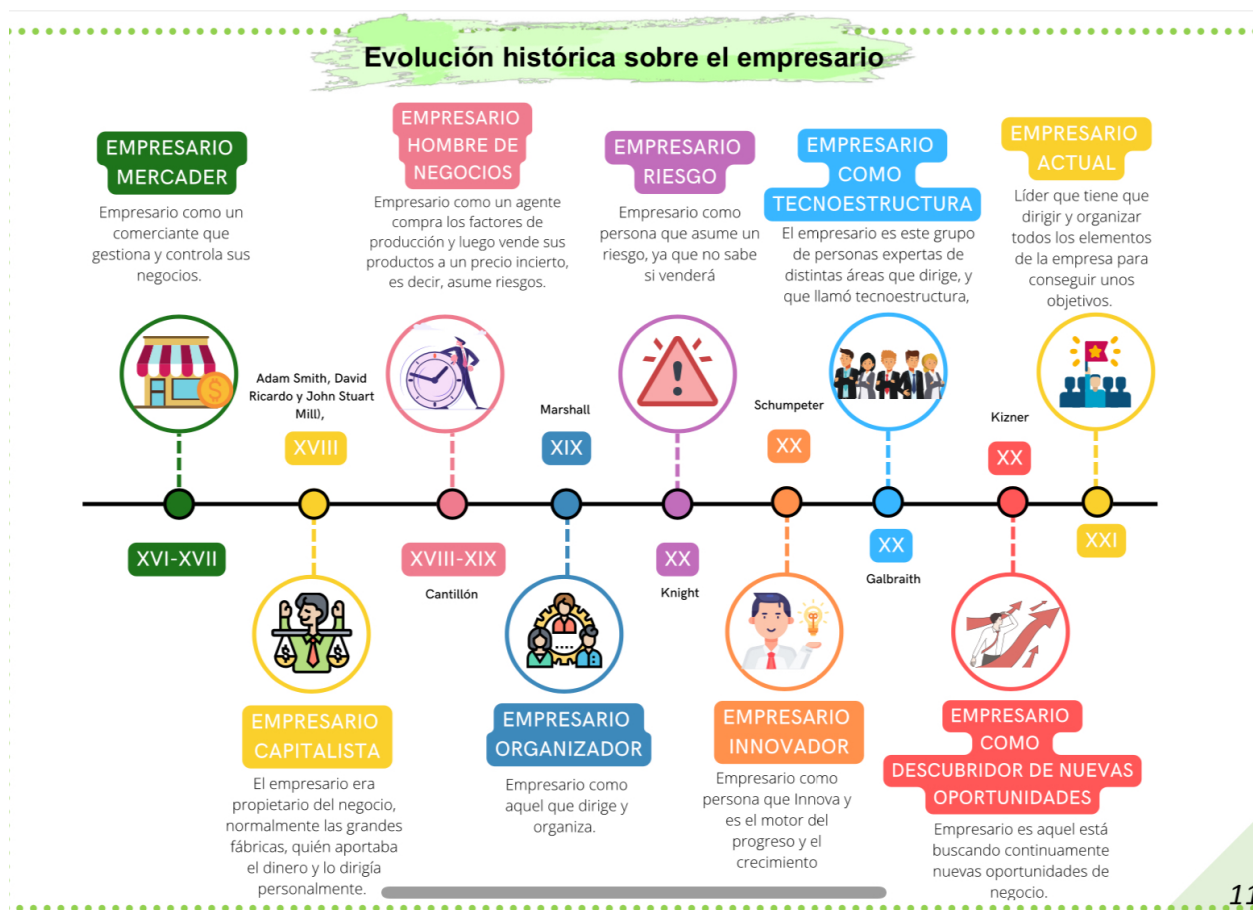 Evolución histórica sobre el empresario
EMPRESARIO
MERCADER
Empresario como un
comerciante que
gestiona y controla sus
negocios.
XVI-XVII
Adam Smith, David
Ricardo y John Stuart
Mill),
XVIII
EMPRESARIO
CAPITALISTA
El empresario era
propietario del negocio,
normalmente las grandes
fábricas, quién aportaba
el dinero y lo dirigía
personalmente.
EMPRESARIO
HOMBRE DE
NEGOCIOS
Empresario como un agente
compra los factores de
producción y luego vende sus
productos a un precio incierto,
es decir, asume riesgos.
XVIII-XIX
Cantillón
Marshall
XIX
EMPRESARIO
ORGANIZADOR
Empresario como
aquel que dirige y
organiza.
EMPRESARIO
RIESGO
Empresario como
persona que asume un
riesgo, ya que no sabe
si venderá
XX
Knight
Schumpeter
XX
EMPRESARIO
INNOVADOR
Empresario como
persona que Innova y
es el motor del
progreso y el
crecimiento
EMPRESARIO
COMO
TECNOESTRUCTURA
El empresario es este grupo
de personas expertas de
distintas áreas que dirige, y
que llamó tecnoestructura,
XX
Galbraith
Kizner
XX
EMPRESARIO
COMO
DESCUBRIDOR DE NUEVAS
OPORTUNIDADES
Empresario es aquel está
buscando continuamente
nuevas oportunidades de
negocio.
EMPRESARIO
ACTUAL
Líder que tiene que
dirigir y organizar
todos los elementos
de la empresa para
conseguir unos
objetivos.
XXI
11